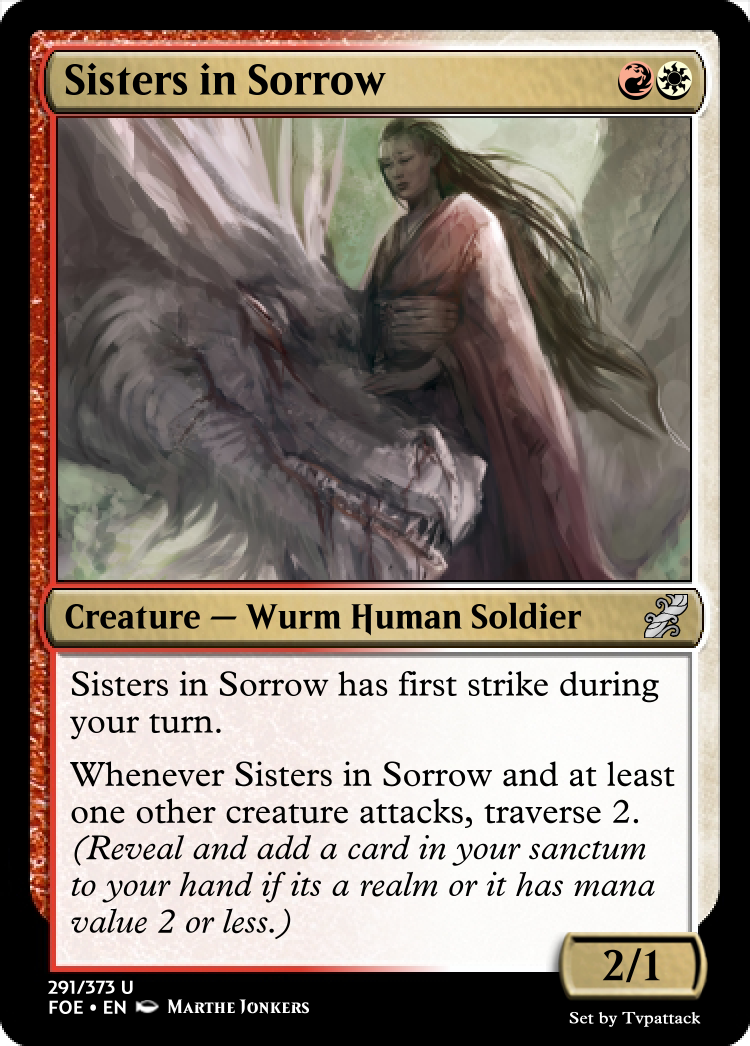 Sisters in Sorrow
Creature — Wurm Human Soldier
Sisters in Sorrow has first strike during
your turn.
Whenever Sisters in Sorrow and at least
one other creature attacks, traverse 2.
(Reveal and add a card in your sanctum
to your hand if its a realm or it has mana
value 2 or less.)
2/1
291/373 U
FOE • EN Marthe Jonkers
Set by Tvpattack